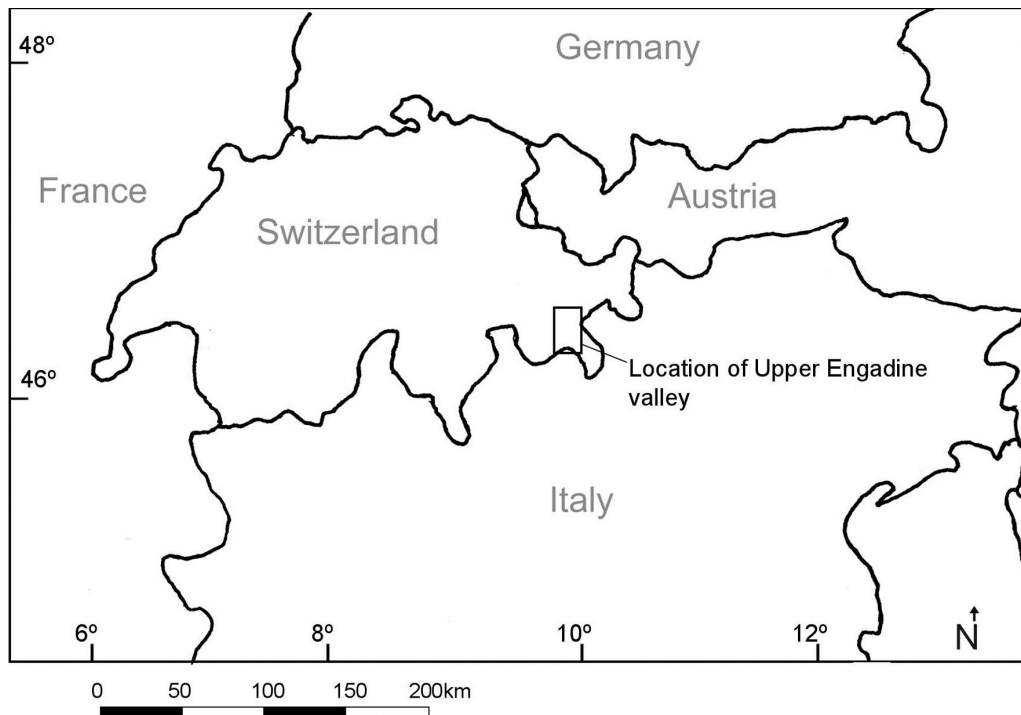 48º
Germany
France
Austria
Switzerland
46º
Location of Upper Engadine
valley
Italy
6º 8º 10º 12º N
0 50 100 150 200km